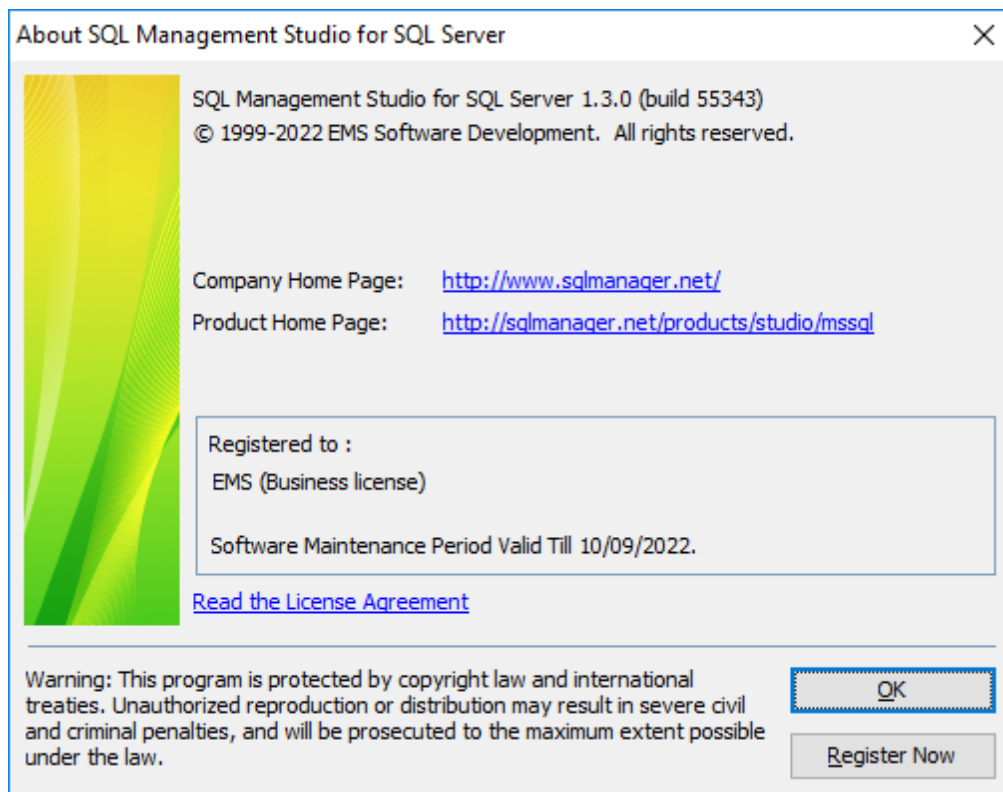 About SQL Management Studio for SQL Server
SQL Management Studio for SQL Server 1.3.0 (build 55343)
© 1999-2022 EMS Software Development.  All rights reserved.
Company Home Page: http://www.sqlmanager.net/
Product Home Page: http://sqlmanager.net/products/studio/mssql
Registered to :
EMS (Business license)
Software Maintenance Period Valid Till 10/09/2022.
Read the License Agreement
Warning: This program is protected by copyright law and international
treaties. Unauthorized reproduction or distribution may result in severe civil
and criminal penalties, and will be prosecuted to the maximum extent possible
under the law.
OK
Register Now